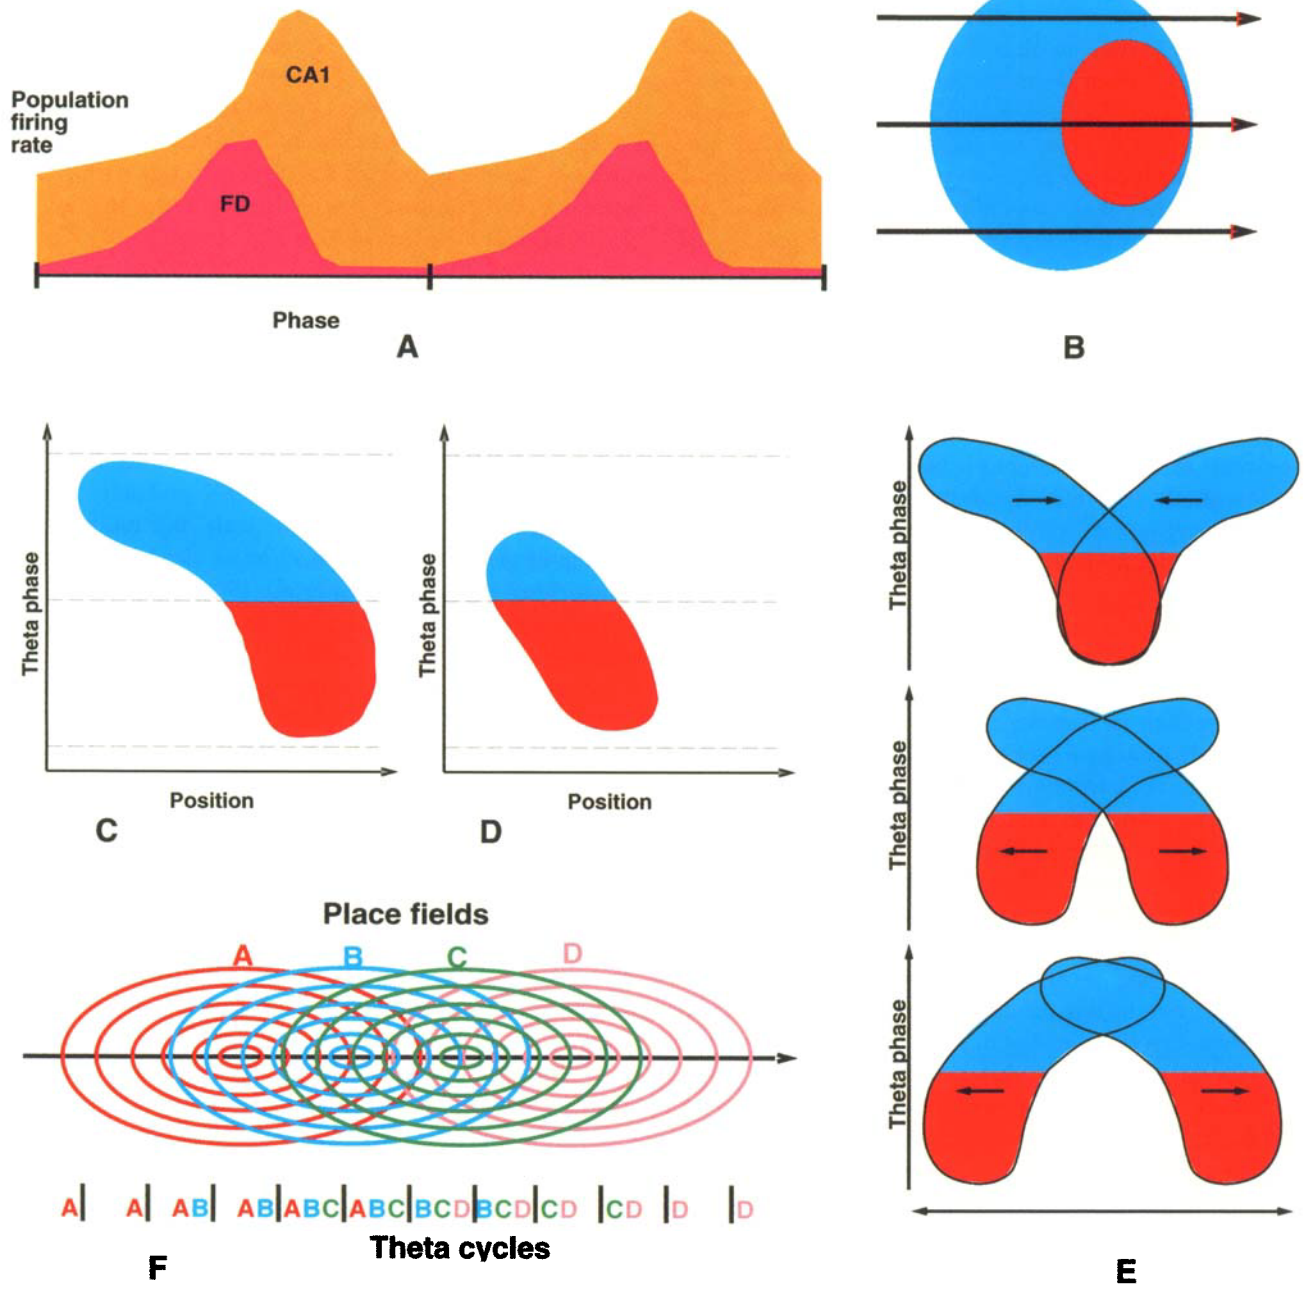 Population
firing
rate
CA1
FD
Phase
A
B
Theta phase
Position
C
Theta phase
Position
D
Theta phase
Theta phase
Theta phase
E
Place fields
A B C D
A| A| AB| AB|ABC|ABC|BCD|BCD|CD |CD |D |D
Theta cycles
F